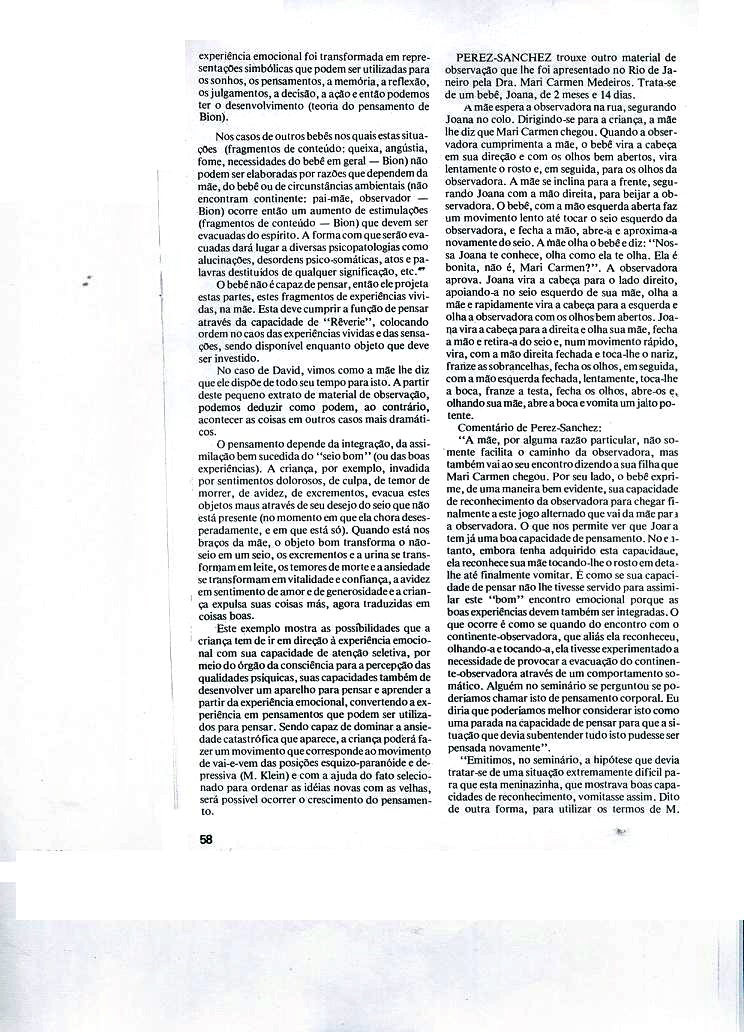 experiência emocional foi transformada em repre-
sentações simbólicas que podem ser utilizadas para
os sonhos, os pensamentos, a memória, a reflexão,
os julgamentos, a decisão, a ação e então podemos
ter o desenvolvimento (teoria do pensamento de
Bion).
Nos casos de outros bebês nos quais estas situa-
ções (fragmentos de conteúdo: queixa, angústia,
fome, necessidades do bebê em geral — Bion) não
podem ser elaboradas por razões que dependem da
mãe, do bebê ou de circunstâncias ambientais (não
encontram continente: pai-mãe, observador —
Bion) ocorre então um aumento de estimulações
(fragmentos de conteúdo — Bion) que devem ser
evacuadas do espírito. A forma com que serão eva-
cuadas dará lugar a diversas psicopatologias como
alucinações, desordens psico-somáticas, atos e pa-
lavras destituídos de qualquer significação, etc."
O bebê não é capaz de pensar, então ele projeta
estas partes, estes fragmentos de experiências vivi-
das, na mãe. Esta deve cumprir a função de pensar
através da capacidade de "Rêverie", colocando
ordem no caos das experiências vividas e das sensa-
ções, sendo disponível enquanto objeto que deve
ser investido.
No caso de David, vimos como a mãe lhe diz
que ele dispõe de todo seu tempo para isto. A partir
deste pequeno extrato de material de observação,
podemos deduzir como podem, ao contrário,
acontecer as coisas em outros casos mais dramáti-
cos.
O pensamento depende da integração, da assi-
milação bem sucedida do "seio bom" (ou das boas
experiências). A criança, por exemplo, invadida
por sentimentos dolorosos, de culpa, de temor de
morrer, de avidez, de excrementos, evacua estes
objetos maus através de seu desejo do seio que não
está presente (no momento em que ela chora deses-
peradamente, e em que está só). Quando está nos
braços da mãe, o objeto bom transforma o não-
seio em um seio, os excrementos e a urina se trans-
formam em leite, os temores de morte e a ansiedade
se transformam em vitalidade e confiança, a avidez
em sentimento de amor e de generosidade e a crian-
ça expulsa suas coisas más, agora traduzidas em
coisas boas.
Este exemplo mostra as possibilidades que a
criança tem de ir em direção à experiência emocio-
nal com sua capacidade de atenção seletiva, por
meio do órgão da consciência para a percepção das
qualidades psíquicas, suas capacidades também de
desenvolver um aparelho para pensar e aprender a
partir da experiência emocional, convertendo a ex-
periência em pensamentos que podem ser utiliza-
dos para pensar. Sendo capaz de dominar a ansie-
dade catastrófica que aparece, a criança poderá fa-
zer um movimento que corresponde ao movimento
de vai-e-vem das posições esquizo-paranóide e de-
pressiva (M. Klein) e com a ajuda do fato selecio-
nado para ordenar as idéias novas com as velhas,
será possível ocorrer o crescimento do pensamen-
to.
58
PEREZ-SANCHEZ trouxe outro material de
observação que lhe foi apresentado no Rio de Ja-
neiro pela Dra. Mari Carmen Medeiros. Trata-se
de um bebê, Joana, de 2 meses e 14 dias.
A mãe espera a observadora na rua, segurando
Joana no colo. Dirigindo-se para a criança, a mãe
lhe diz que Mari Carmen chegou. Quando a obser-
vadora cumprimenta a mãe, o bebê vira a cabeça
em sua direção e com os olhos bem abertos, vira
lentamente o rosto e, em seguida, para os olhos da
observadora. A mãe se inclina para a frente, segu-
rando Joana com a mão direita, para beijar a ob-
servadora. O bebê, com a mão esquerda aberta faz
um movimento lento até tocar o seio esquerdo da
observadora, e fecha a mão, abre-a e aproxima-a
novamente do seio. A mãe olha o bebê e diz: "Nos-
sa Joana te conhece, olha como ela te olha. Ela é
bonita, não é, Mari Carmen?". A observadora
aprova. Joana vira a cabeça para o lado direito,
apoiando-a no seio esquerdo de sua mãe, olha a
mãe e rapidamente vira a cabeça para a esquerda e
olha a observadora com os olhos bem abertos. Joa-
na vira a cabeça para a direita e olha sua mãe, fecha
a mão e retira-a do seio e, num movimento rápido,
vira, com a mão direita fechada e toca-lhe o nariz,
franze as sobrancelhas, fecha os olhos, em seguida,
com a mão esquerda fechada, lentamente, toca-lhe
a boca, franze a testa, fecha os olhos, abre-os e,
olhando sua mãe, abre a boca e vomita um jalto po-
tente.
Comentário de Perez-Sanchez:
"A mãe, por alguma razão particular, não so-
mente facilita o caminho da observadora, mas
também vai ao seu encontro dizendo a sua filha que
Mari Carmen chegou. Por seu lado, o bebê expri-
me, de uma maneira bem evidente, sua capacidade
de reconhecimento da observadora para chegar fi-
nalmente a este jogo alternado que vai da mãe para
a observadora. O que nos permite ver que Joana
tem já uma boa capacidade de pensamento. No en-
tanto, embora tenha adquirido esta capacidade,
ela reconhece sua mãe tocando-lhe o rosto em deta-
lhe até finalmente vomitar. É como se sua capaci-
dade de pensar não lhe tivesse servido para assimi-
lar este "bom" encontro emocional porque as
boas experiências devem também ser integradas. O
que ocorre é como se quando do encontro com o
continente-observadora, que aliás ela reconheceu,
olhando-a e tocando-a, ela tivesse experimentado a
necessidade de provocar a evacuação do continen-
te-observadora através de um comportamento so-
mático. Alguém no seminário se perguntou se po-
deríamos chamar isto de pensamento corporal. Eu
diria que poderíamos melhor considerar isto como
uma parada na capacidade de pensar para que a si-
tuação que devia subentender tudo isto pudesse ser
pensada novamente".
"Emitimos, no seminário, a hipótese que devia
tratar-se de uma situação extremamente difícil pa-
ra que esta meninazinha, que mostrava boas capa-
cidades de reconhecimento, vomitasse assim. Dito
de outra forma, para utilizar os termos de M.